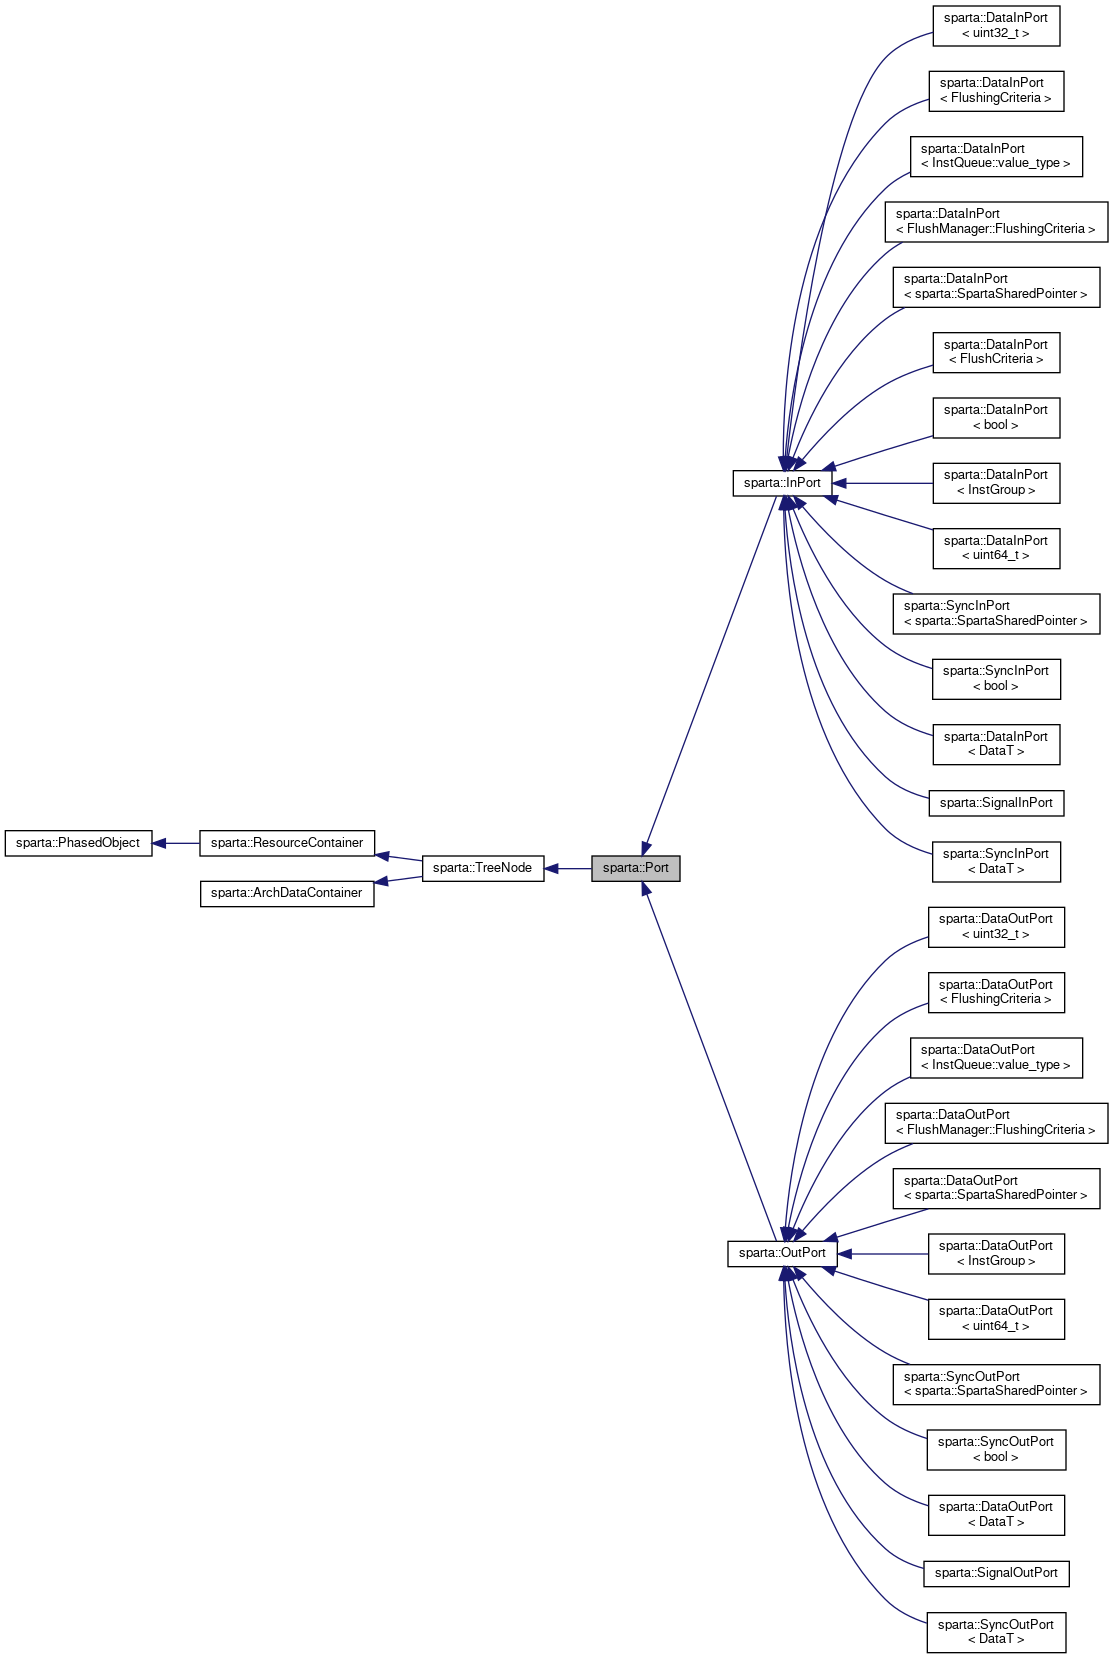 sparta::DataInPort
< uint32_t >
sparta::DataInPort
< FlushingCriteria >
sparta::DataInPort
< InstQueue::value_type >
sparta::DataInPort
< FlushManager::FlushingCriteria >
sparta::DataInPort
< sparta::SpartaSharedPointer >
sparta::DataInPort
< FlushCriteria >
sparta::DataInPort
< bool >
sparta::InPort
sparta::DataInPort
< InstGroup >
sparta::DataInPort
< uint64_t >
sparta::SyncInPort
< sparta::SpartaSharedPointer >
sparta::SyncInPort
< bool >
sparta::DataInPort
< DataT >
sparta::SignalInPort
sparta::SyncInPort
< DataT >
sparta::PhasedObject
sparta::ResourceContainer
sparta::ArchDataContainer
sparta::TreeNode
sparta::Port
sparta::DataOutPort
< uint32_t >
sparta::DataOutPort
< FlushingCriteria >
sparta::DataOutPort
< InstQueue::value_type >
sparta::DataOutPort
< FlushManager::FlushingCriteria >
sparta::DataOutPort
< sparta::SpartaSharedPointer >
sparta::OutPort
sparta::DataOutPort
< InstGroup >
sparta::DataOutPort
< uint64_t >
sparta::SyncOutPort
< sparta::SpartaSharedPointer >
sparta::SyncOutPort
< bool >
sparta::DataOutPort
< DataT >
sparta::SignalOutPort
sparta::SyncOutPort
< DataT >